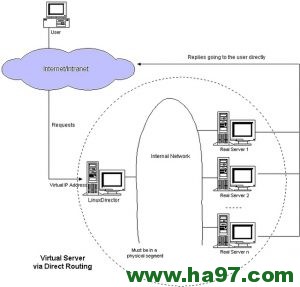 User
Replies going to the user directly
Internet/Intranet
Requests
Internal Network
Real Server 1
Virtual IP Address
LinuxDirector
Real Server 2
Real Server n
Must be in a
physical segment
Virtual Server
via Direct Routing
www.ha97.com